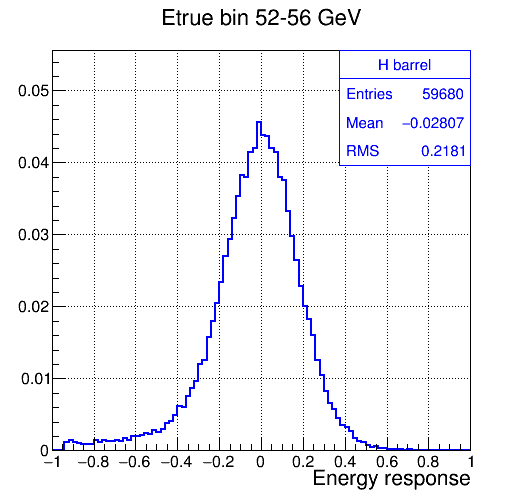 Etrue bin 52-56 GeV
H barrel
Entries 59680
Mean −0.02807
RMS 0.2181
0.05
0.04
0.03
0.02
0.01
0
−1 −0.8 −0.6 −0.4 −0.2 0 0.2 0.4 0.6 0.8 1
Energy response